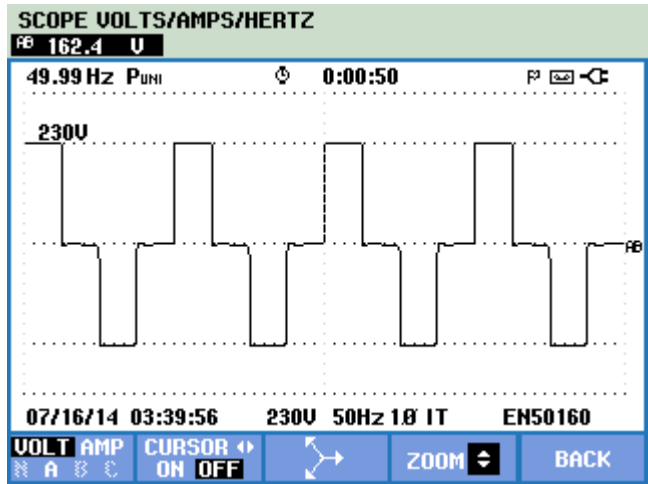 SCOPE VOLTS/AMPS/HERTZ
AB 162.4 V
49.99 Hz PUNI 0:00:50
230V
AB
07/16/14 03:39:56 230V 50Hz 1.Ø IT EN50160
VOLT AMP CURSOR ZOOM BACK
N A B C ON OFF